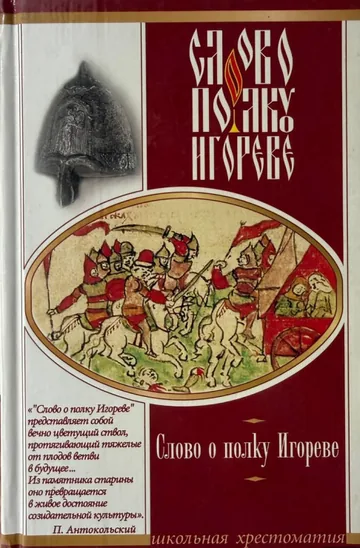 СЛОВО
ПОЛКУ
ИГОРЕВЕ
«"Слово о полку Игореве"
представляет собой
вечно цветущий ствол,
протягивающий тяжелые
от плодов ветви
в будущее...
Из памятника старины
оно превращается
в живое достояние
созидательной культуры».
П. Антокольский
Слово о полку Игореве
школьная хрестоматия